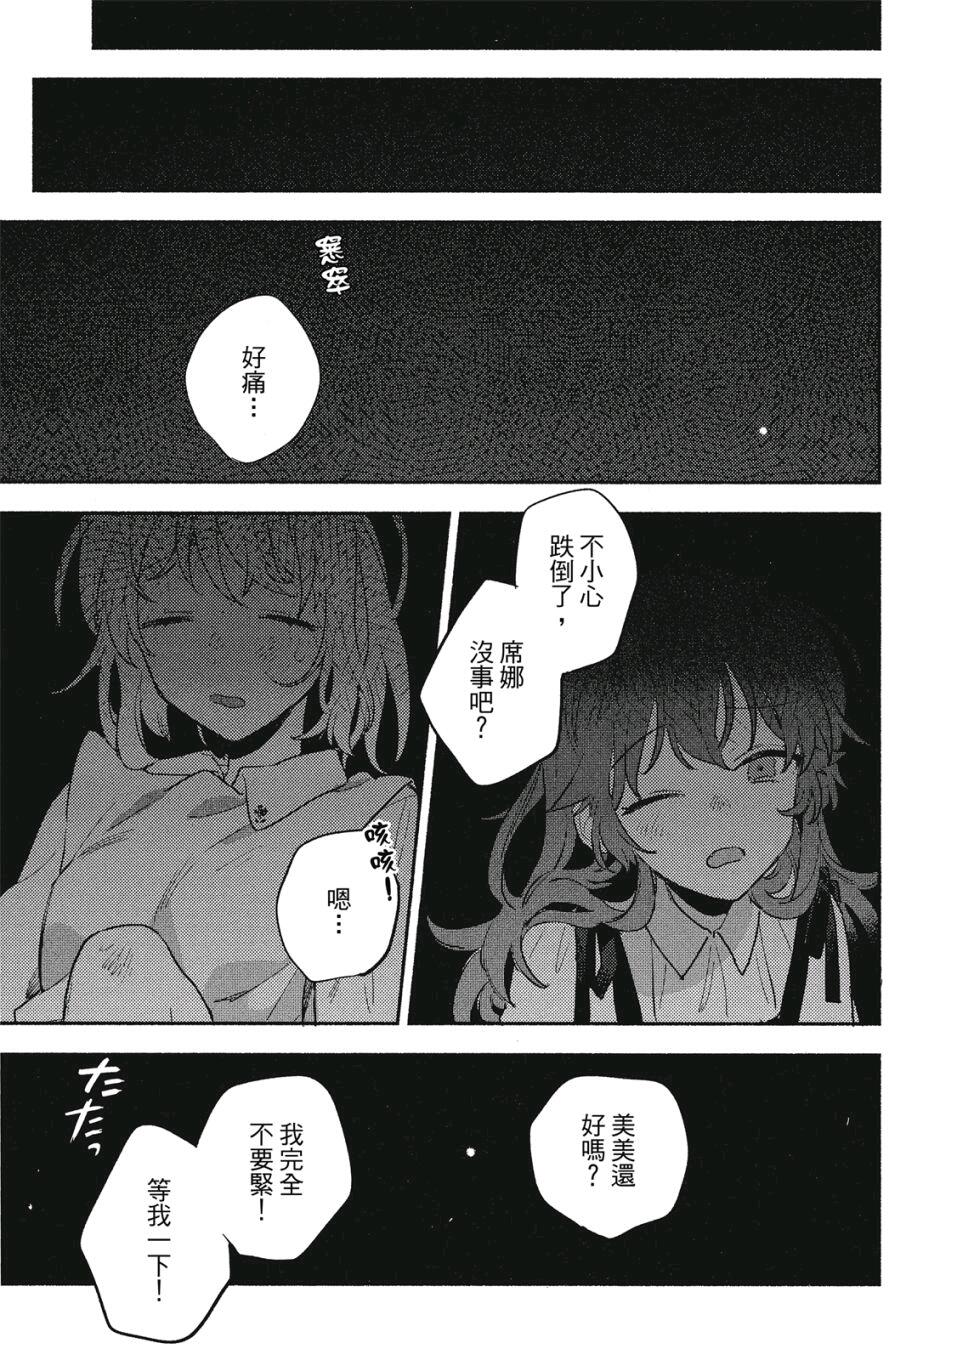 窸窣
好痛…
不小心
跌倒了，
席娜
沒事吧？
咳
咳！
嗯…
美美還
好嗎？
我完全
不要緊！
等我一下！
たたっ